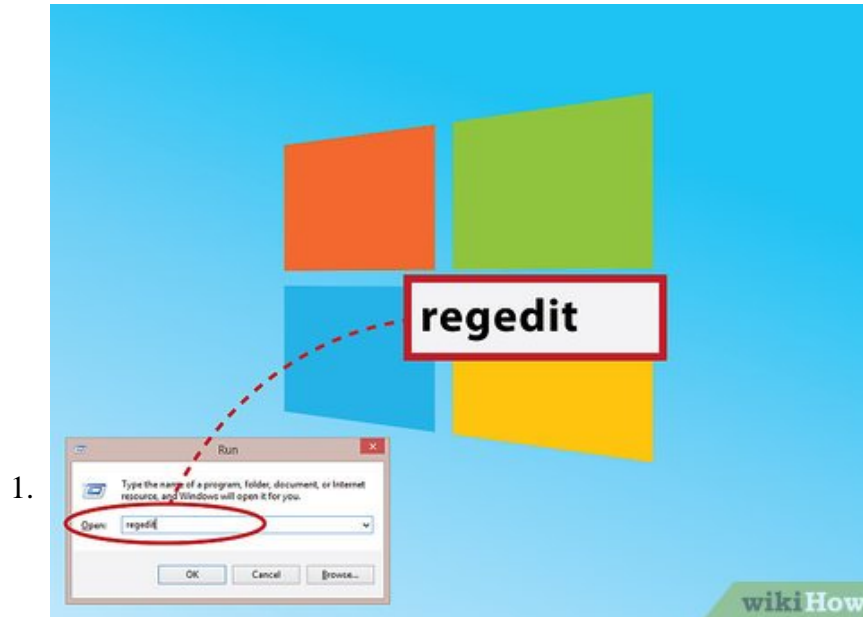 regedit
Run
Type the name of a program, folder, document, or Internet
resource, and Windows will open it for you.
Open: regedit
OK Cancel Browse...
1.
wikiHow